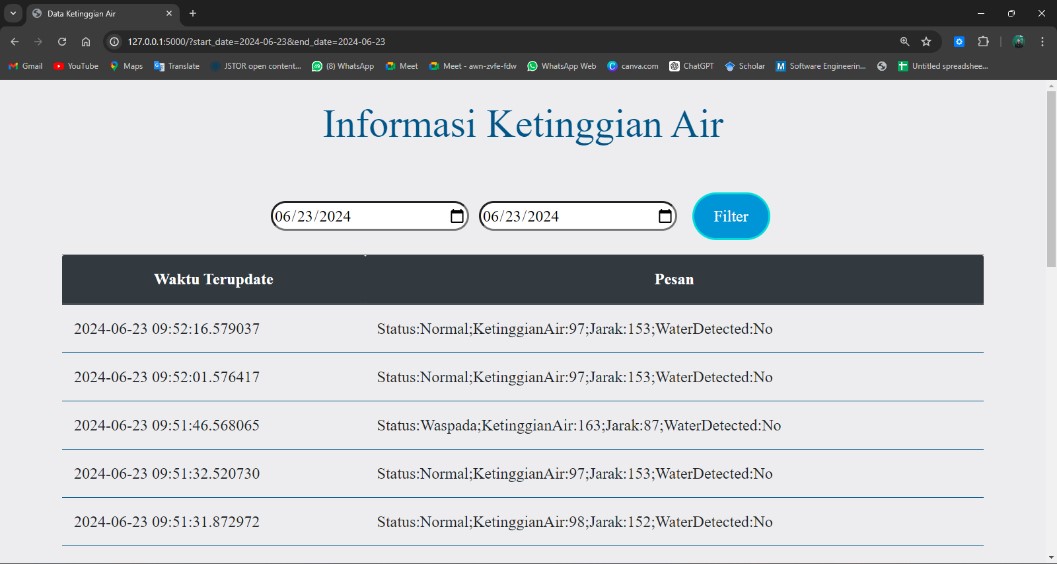 Data Ketinggian Air
127.0.0.1:5000/?start_date=2024-06-23&end_date=2024-06-23
Gmail YouTube Maps Translate JSTOR open content... (8) WhatsApp Meet Meet - awn-zvfe-fdw WhatsApp Web canva.com ChatGPT Scholar Software Engineerin... Untitled spreadshee...
Informasi Ketinggian Air
06/23/2024 06/23/2024 Filter
Waktu Terupdate Pesan
2024-06-23 09:52:16.579037 Status:Normal;KetinggianAir:97;Jarak:153;WaterDetected:No
2024-06-23 09:52:01.576417 Status:Normal;KetinggianAir:97;Jarak:153;WaterDetected:No
2024-06-23 09:51:46.568065 Status:Waspada;KetinggianAir:163;Jarak:87;WaterDetected:No
2024-06-23 09:51:32.520730 Status:Normal;KetinggianAir:97;Jarak:153;WaterDetected:No
2024-06-23 09:51:31.872972 Status:Normal;KetinggianAir:98;Jarak:152;WaterDetected:No